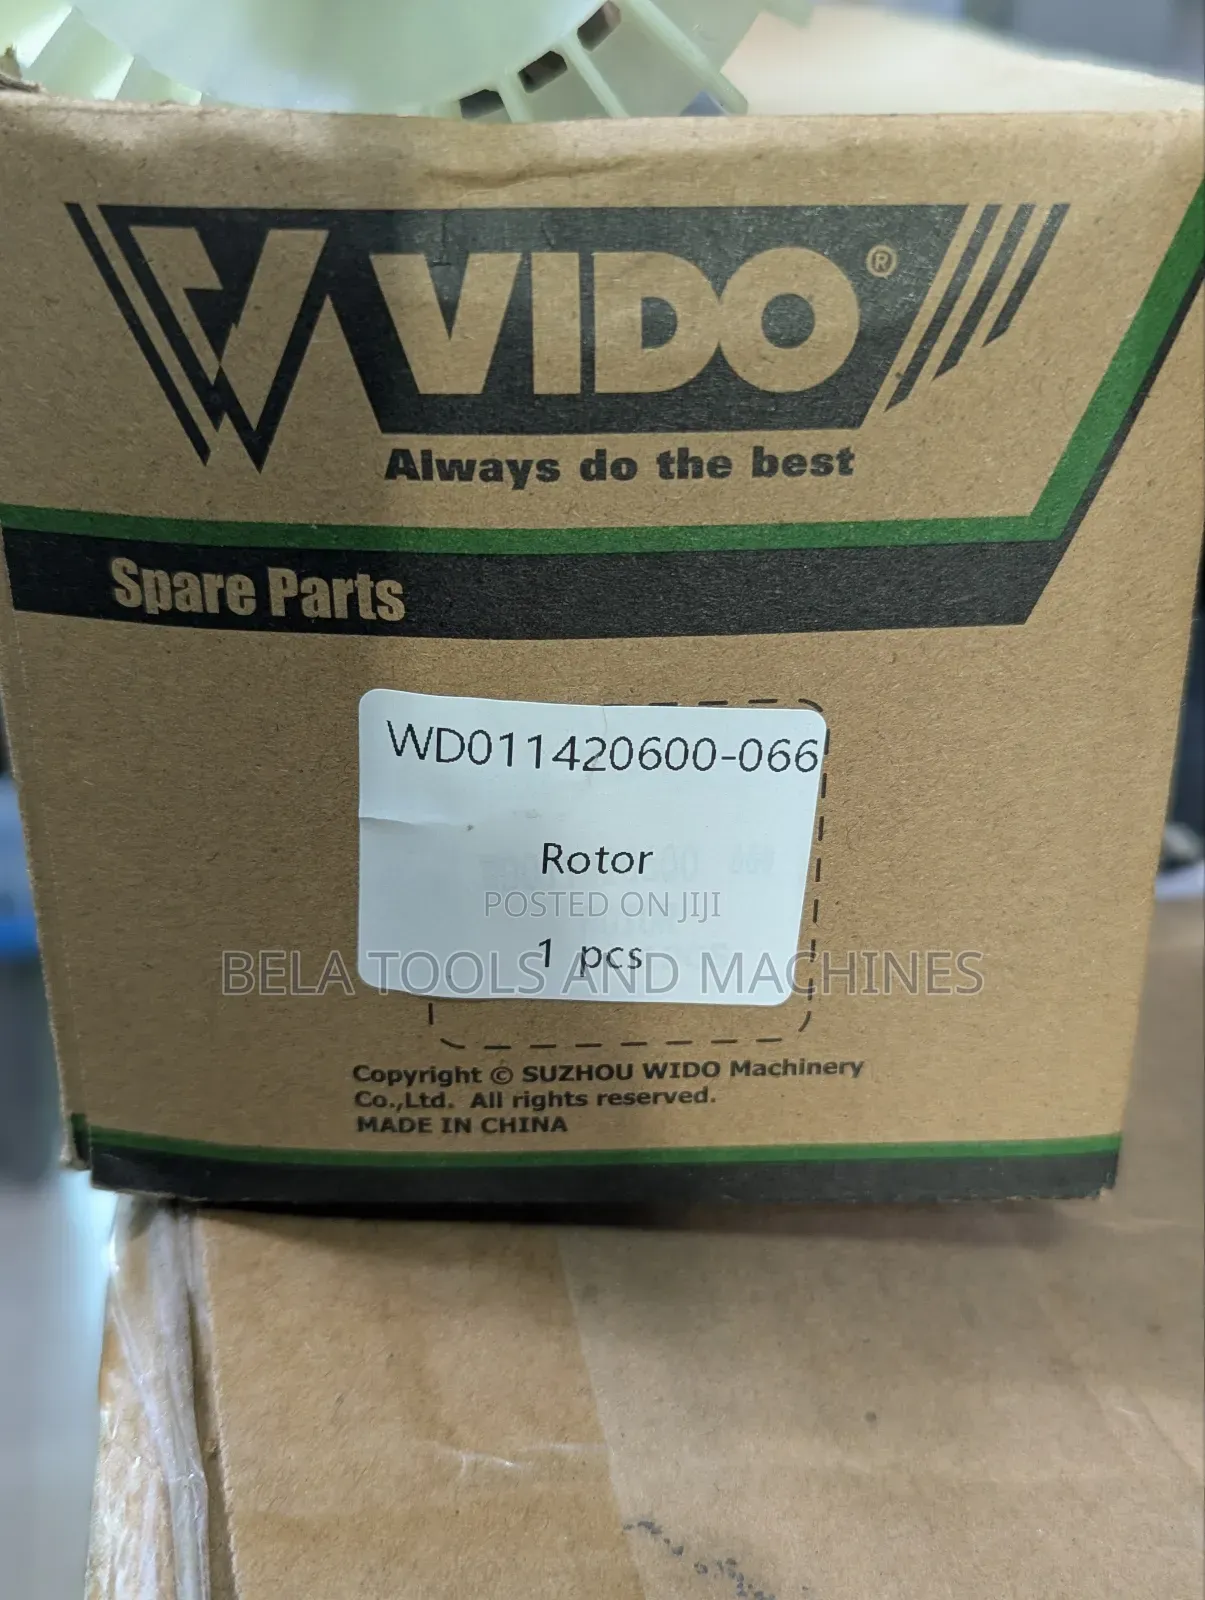 VIDO ®
Always do the best
Spare Parts
WD011420600-066
Rotor
POSTED ON JIJI
1 pcs
BELA TOOLS AND MACHINES
Copyright © SUZHOU WIDO Machinery
Co.,Ltd. All rights reserved.
MADE IN CHINA